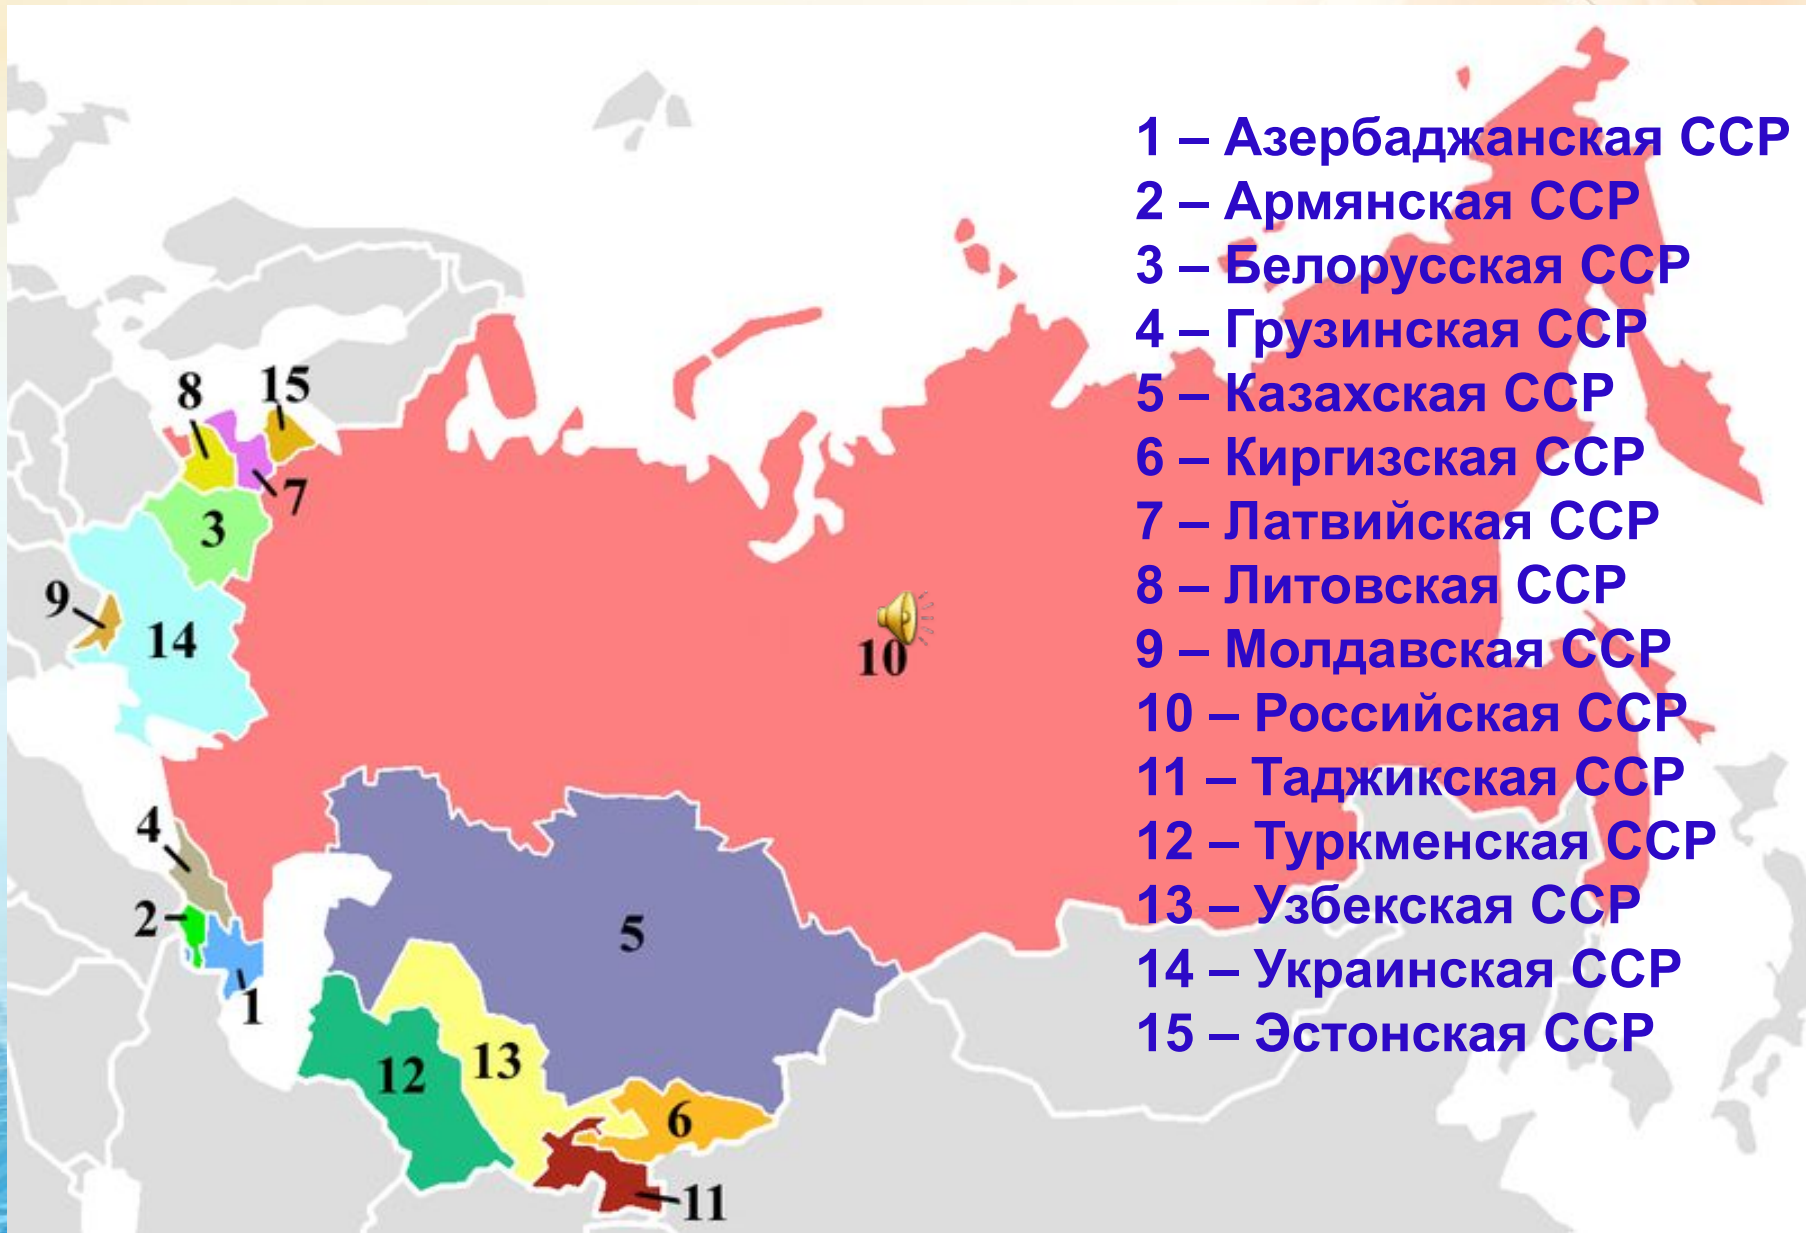 1 – Азербаджанская ССР
2 – Армянская ССР
3 – Белорусская ССР
4 – Грузинская ССР
5 – Казахская ССР
6 – Киргизская ССР
7 – Латвийская ССР
8 – Литовская ССР
9 – Молдавская ССР
10 – Российская ССР
11 – Таджикская ССР
12 – Туркменская ССР
13 – Узбекская ССР
14 – Украинская ССР
15 – Эстонская ССР
8
15
7
3
9
14
10
4
2
5
1
12
13
6
11